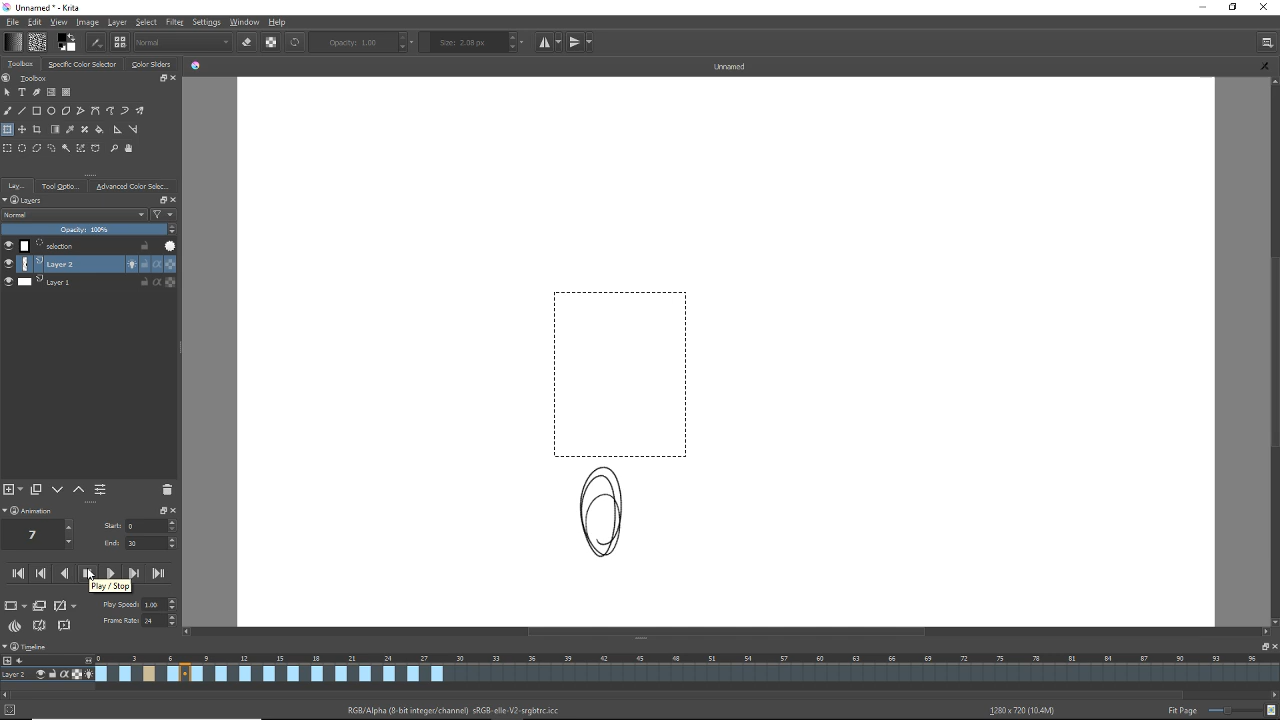 Unnamed * - Krita
File Edit View Image Layer Select Filter Settings Window Help
Normal Opacity: 1.00 Size: 2.08 px
Toolbox Specific Color Selector Color Sliders Unnamed
Toolbox
Lay... Tool Optio... Advanced Color Selec...
Layers
Normal
Opacity: 100%
selection
Layer 2
Layer 1
Animation
Start: 0
7
End: 30
Play / Stop
Play Speed: 1.00
Frame Rate: 24
Timeline
0 3 6 9 12 15 18 21 24 27 30 33 36 39 42 45 48 51 54 57 60 63 66 69 72 75 78 81 84 87 90 93 96
Layer 2
RGB/Alpha (8-bit integer/channel) sRGB-elle-V2-srgbtrc.icc 1280 x 720 (10.4M) Fit Page